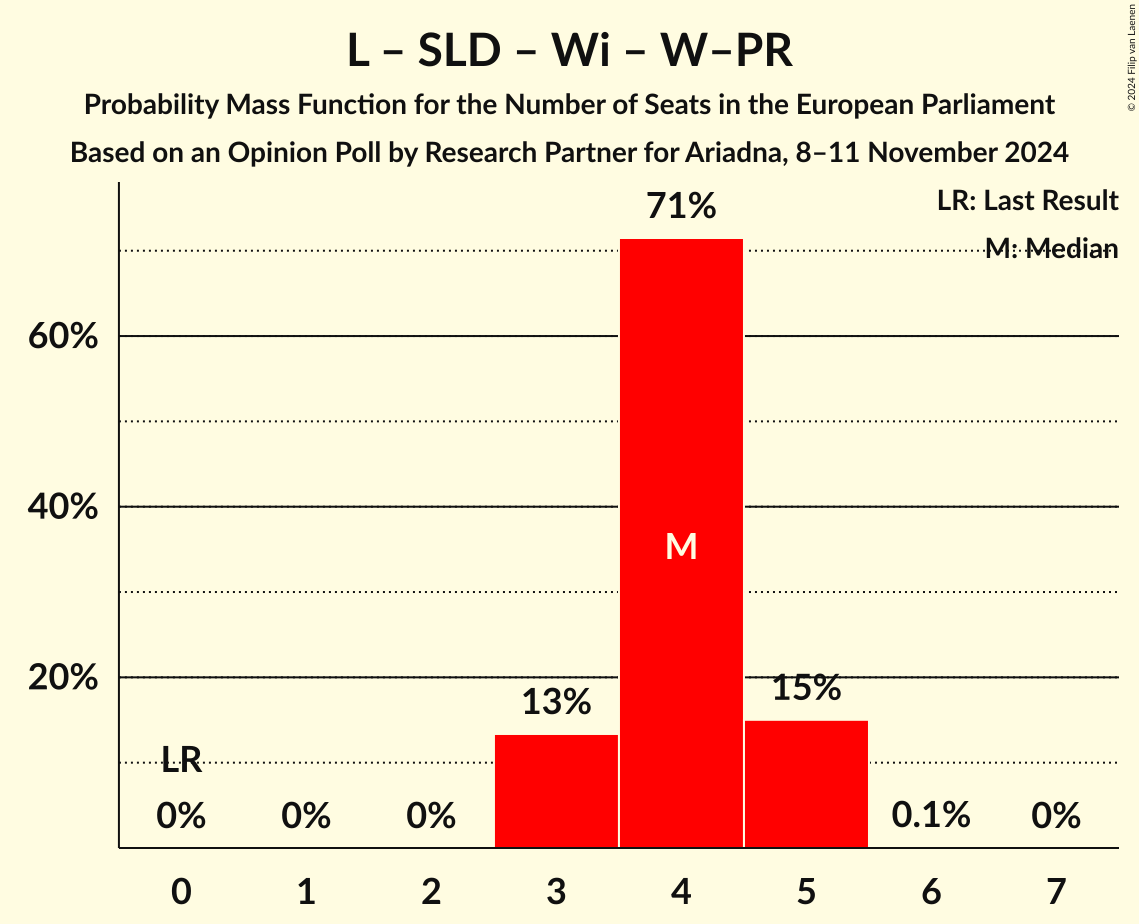 L – SLD – Wi – W–PR
Probability Mass Function for the Number of Seats in the European Parliament
Based on an Opinion Poll by Research Partner for Ariadna, 8–11 November 2024
© 2024 Filip van Laenen
LR: Last Result
M: Median
71%
60%
40%
M
20%
15%
13%
LR
0% 0% 0% 0.1% 0%
0 1 2 3 4 5 6 7